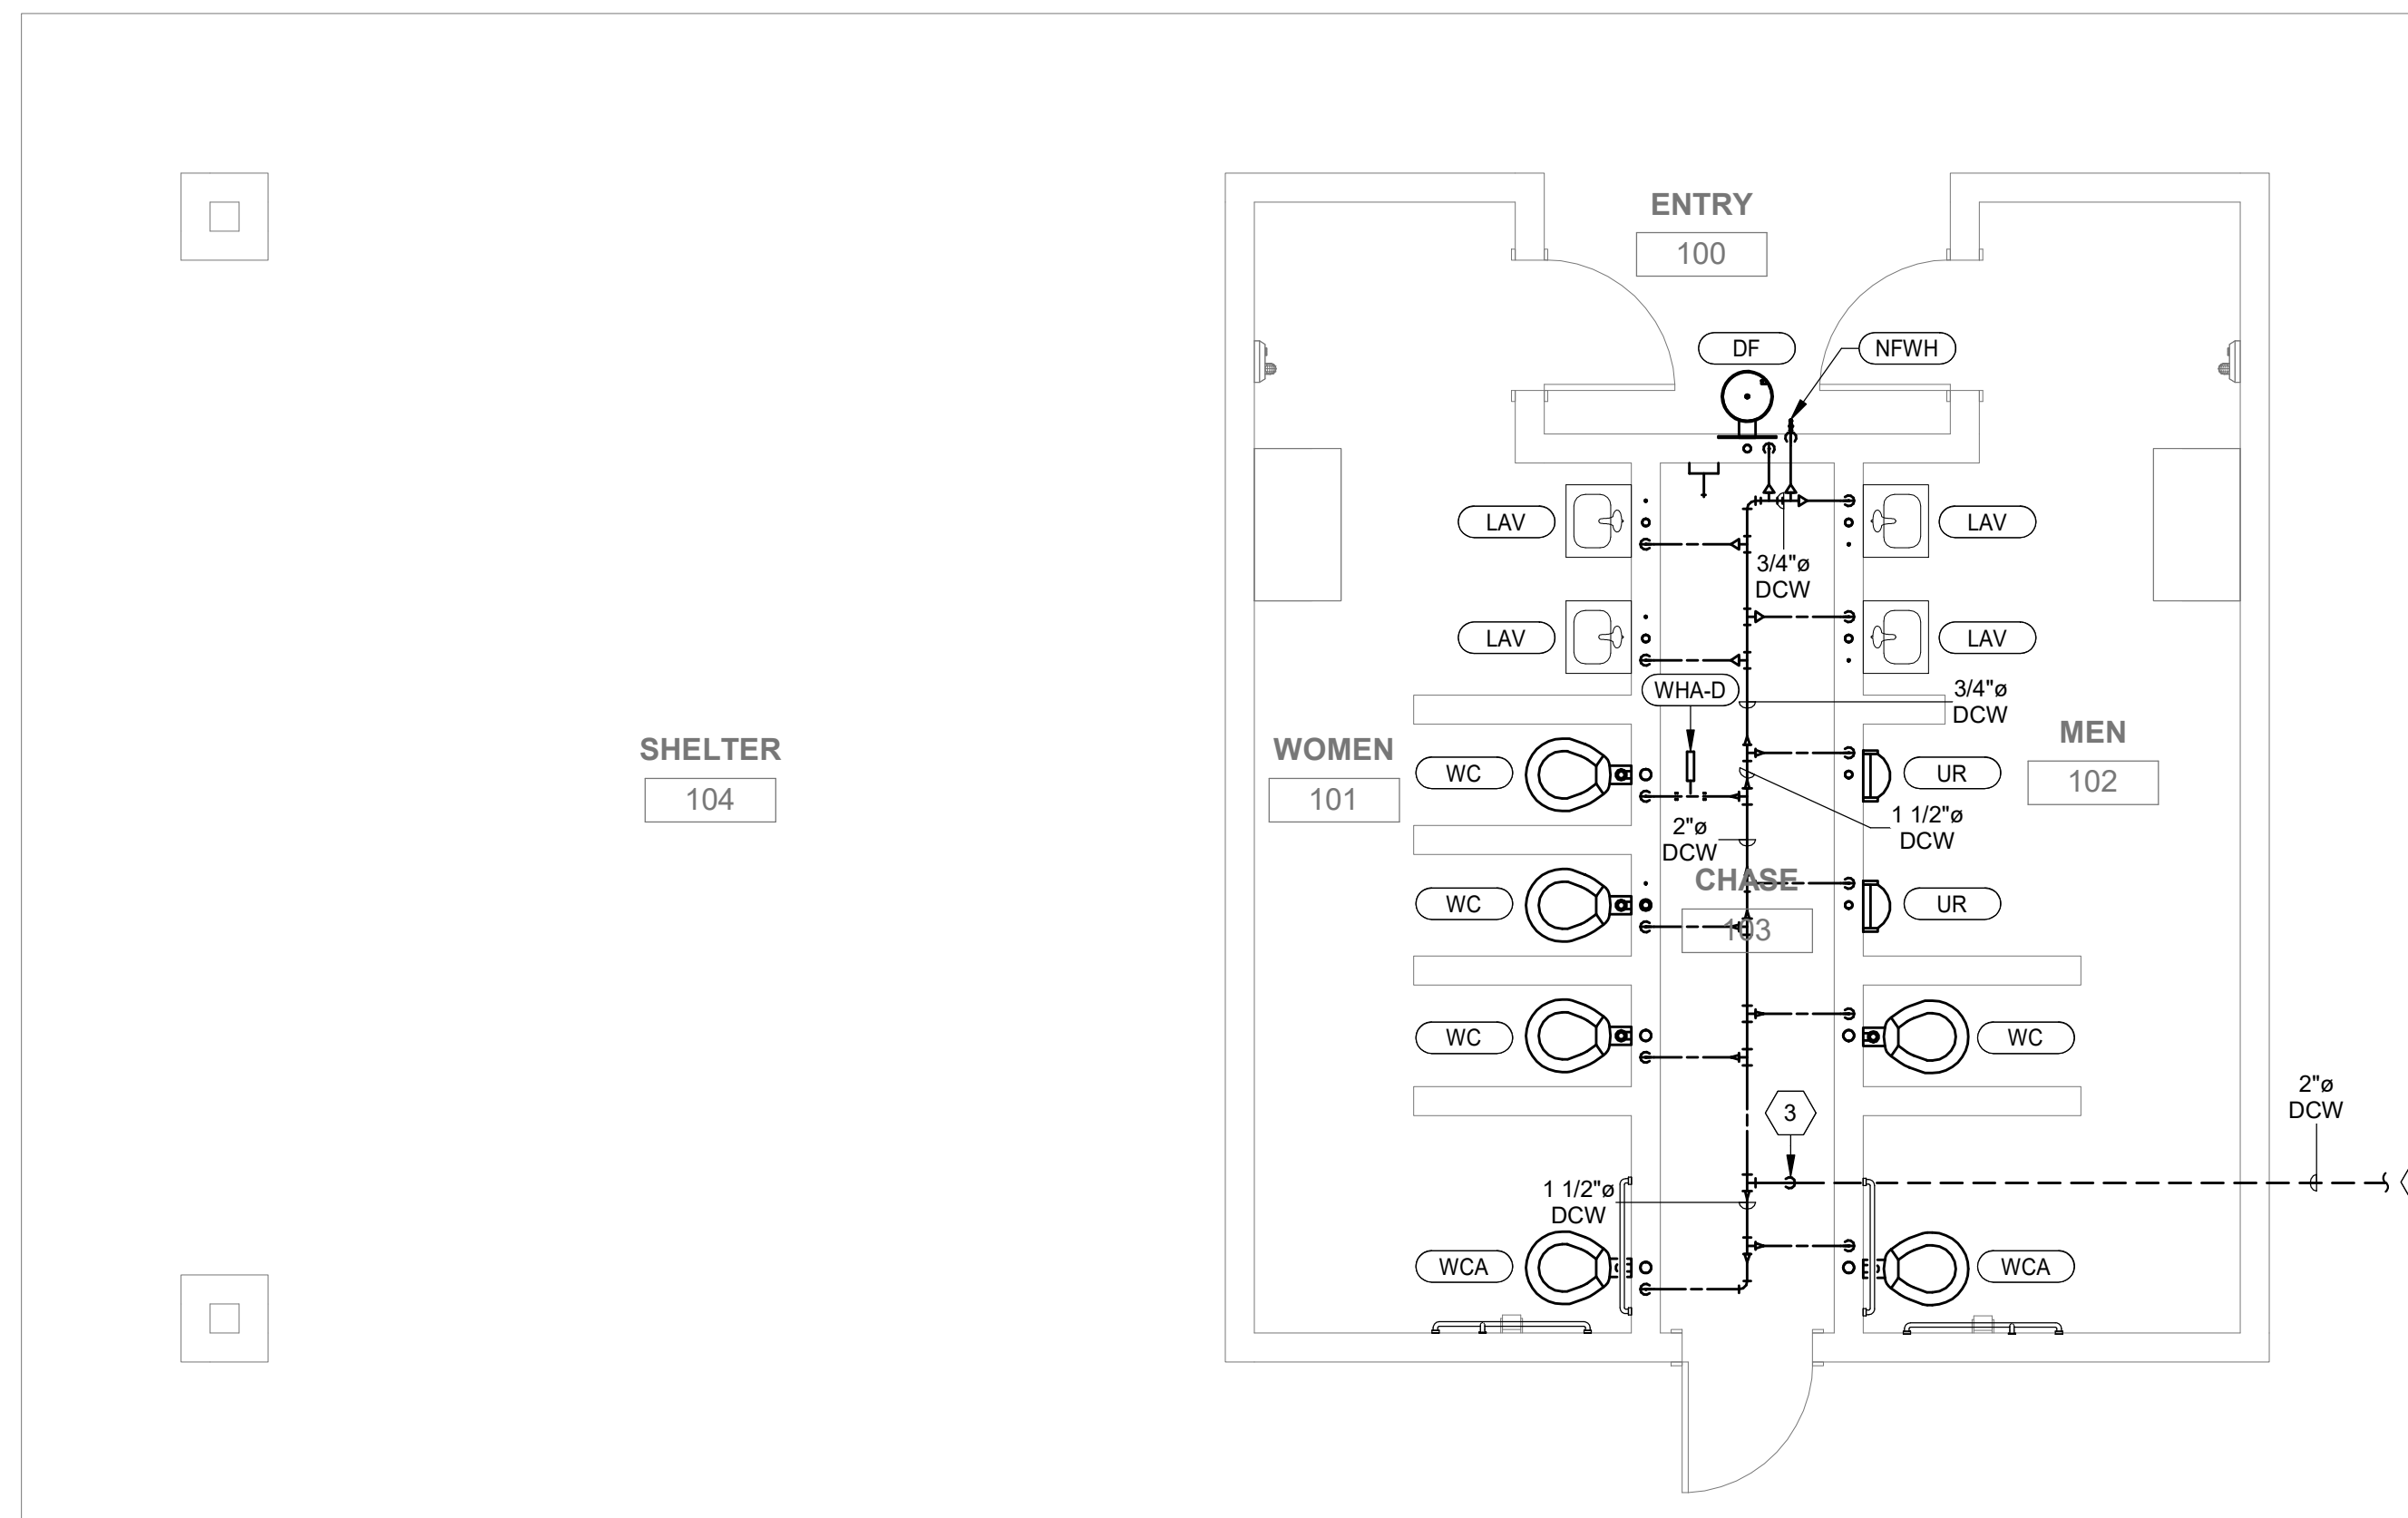 ENTRY
100
DF
NFWH
LAV
LAV
3/4"ø
DCW
LAV
LAV
WHA-D
3/4"ø
DCW
SHELTER
104
WOMEN
101
MEN
102
WC
UR
1 1/2"ø
DCW
2"ø
DCW
CHASE
103
WC
UR
WC
WC
3
2"ø
DCW
1 1/2"ø
DCW
WCA
WCA